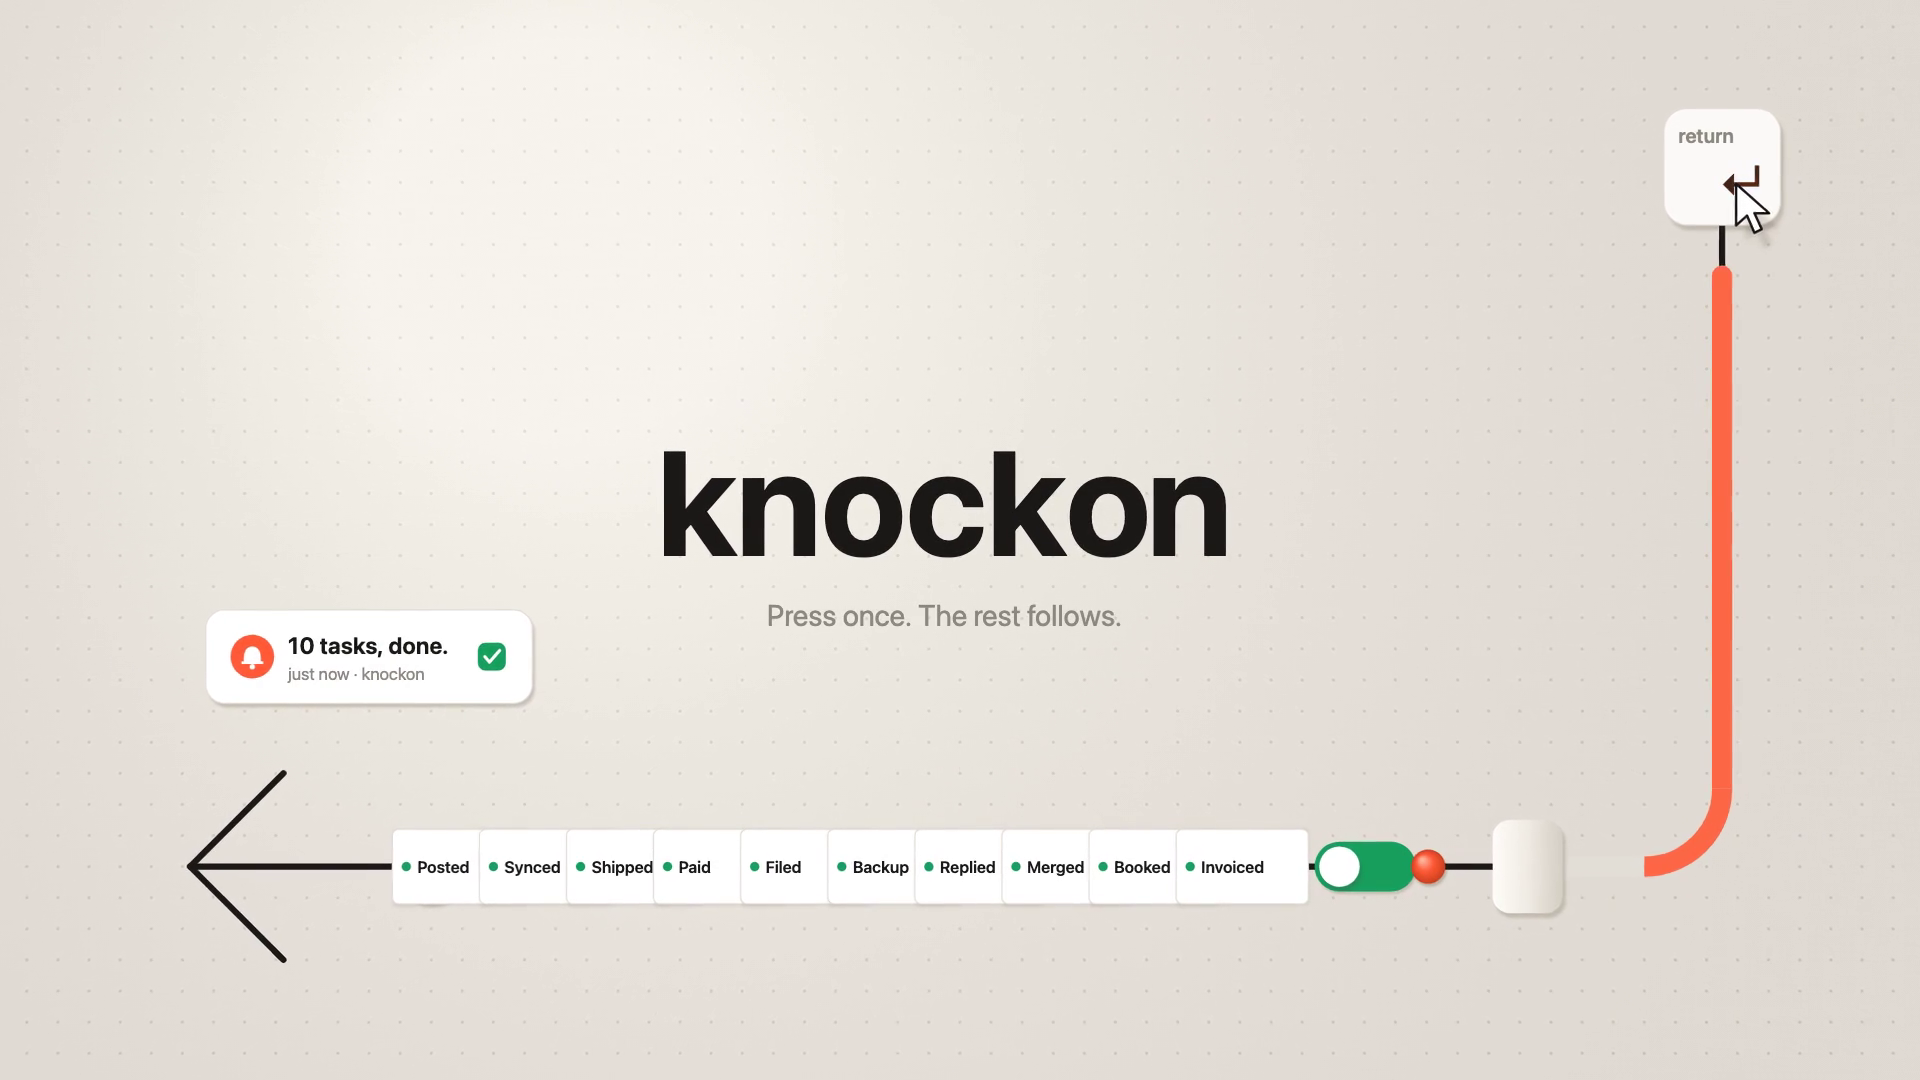 return
knockon
Press once. The rest follows.
10 tasks, done.
just now · knockon
Posted
Synced
Shipped
Paid
Filed
Backup
Replied
Merged
Booked
Invoiced